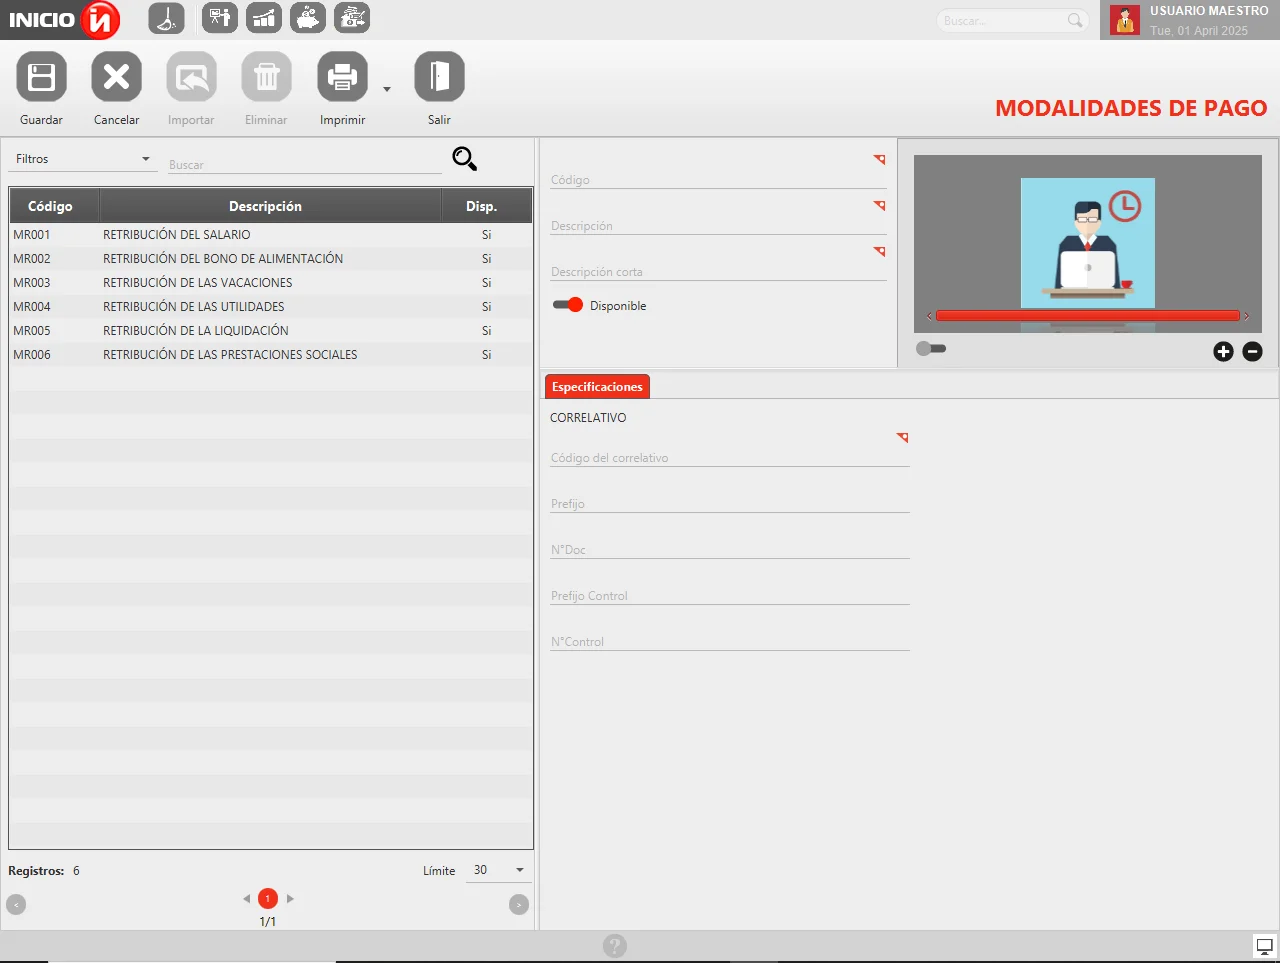 INICIO iN
Buscar...
USUARIO MAESTRO
Tue, 01 April 2025
Guardar
Cancelar
Importar
Eliminar
Imprimir
Salir
MODALIDADES DE PAGO
Filtros
Buscar
Código Descripción Disp.
MR001 RETRIBUCIÓN DEL SALARIO Si
MR002 RETRIBUCIÓN DEL BONO DE ALIMENTACIÓN Si
MR003 RETRIBUCIÓN DE LAS VACACIONES Si
MR004 RETRIBUCIÓN DE LAS UTILIDADES Si
MR005 RETRIBUCIÓN DE LA LIQUIDACIÓN Si
MR006 RETRIBUCIÓN DE LAS PRESTACIONES SOCIALES Si
Registros: 6
Límite 30
1
1/1
< >
Código
Descripción
Descripción corta
Disponible
Especificaciones
CORRELATIVO
Código del correlativo
Prefijo
N°Doc
Prefijo Control
N°Control
?